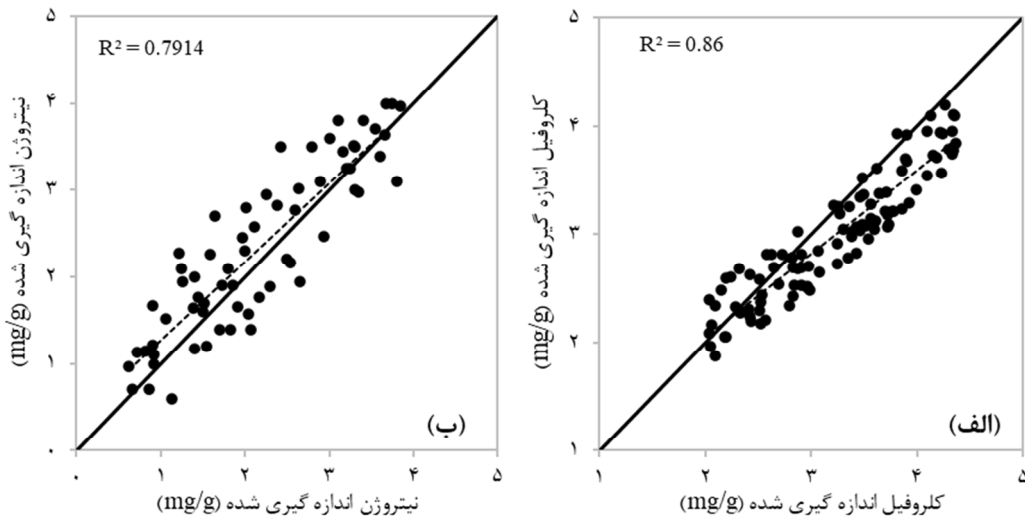 R² = 0.86
کلروفیل اندازه گیری شده (mg/g)
۵
۴
۳
۲
۱
(الف)
۱
۲
۳
۴
۵
کلروفیل اندازه گیری شده (mg/g)
R² = 0.7914
نیتروژن اندازه گیری شده (mg/g)
۵
۴
۳
۲
۱
۰
(ب)
۰
۱
۲
۳
۴
۵
نیتروژن اندازه گیری شده (mg/g)